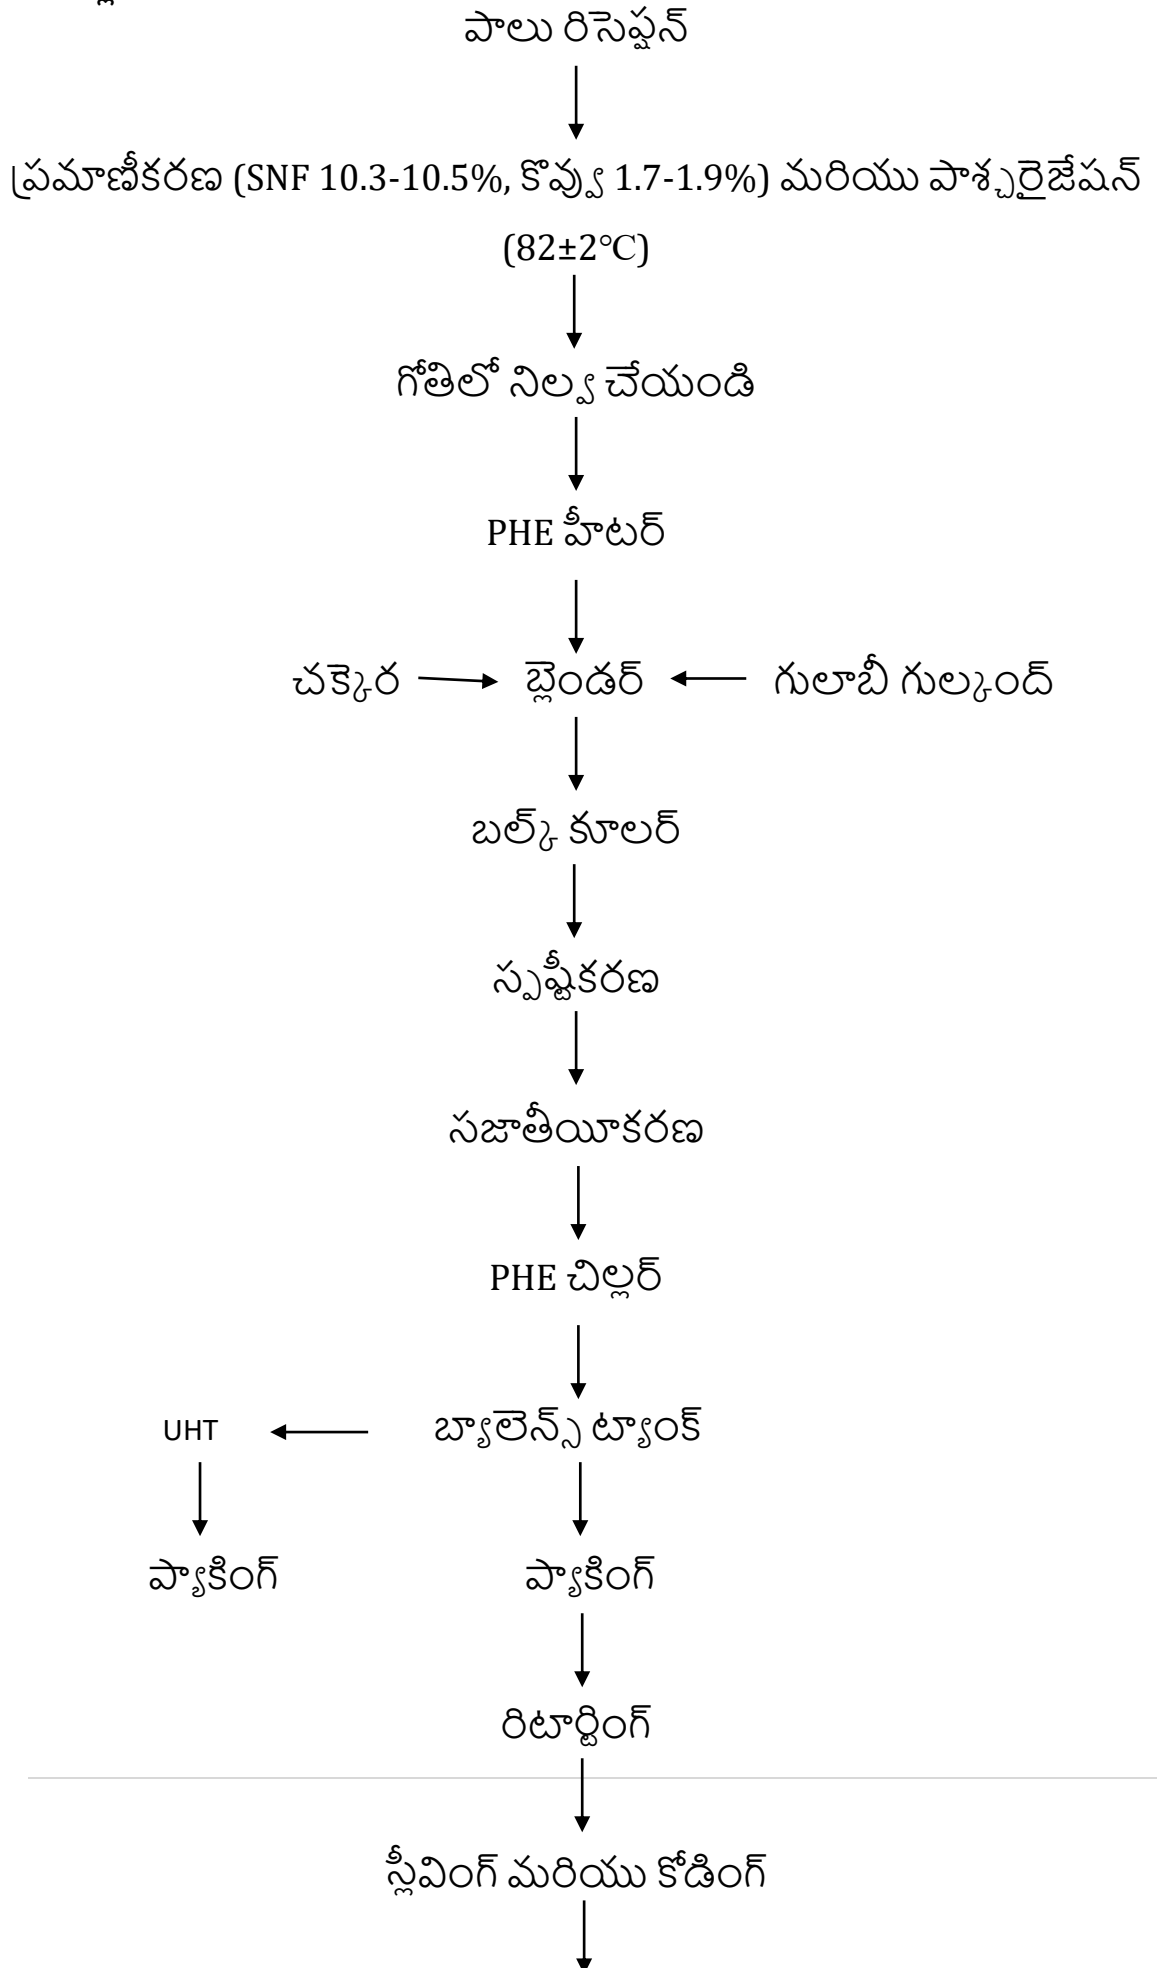 పాలు రిసెప్షన్
ప్రమాణీకరణ (SNF 10.3-10.5%, కొవ్వు 1.7-1.9%) మరియు పాశ్చరైజేషన్
(82±2℃)
గోతిలో నిల్వ చేయండి
PHE హీటర్
చక్కెర బ్లెండర్ గులాబీ గుల్కంద్
బల్క్ కూలర్
స్పష్టీకరణ
సజాతీయీకరణ
PHE చిల్లర్
UHT బ్యాలెన్స్ ట్యాంక్
ప్యాకింగ్ ప్యాకింగ్
రిటార్టింగ్
స్లీవింగ్ మరియు కోడింగ్